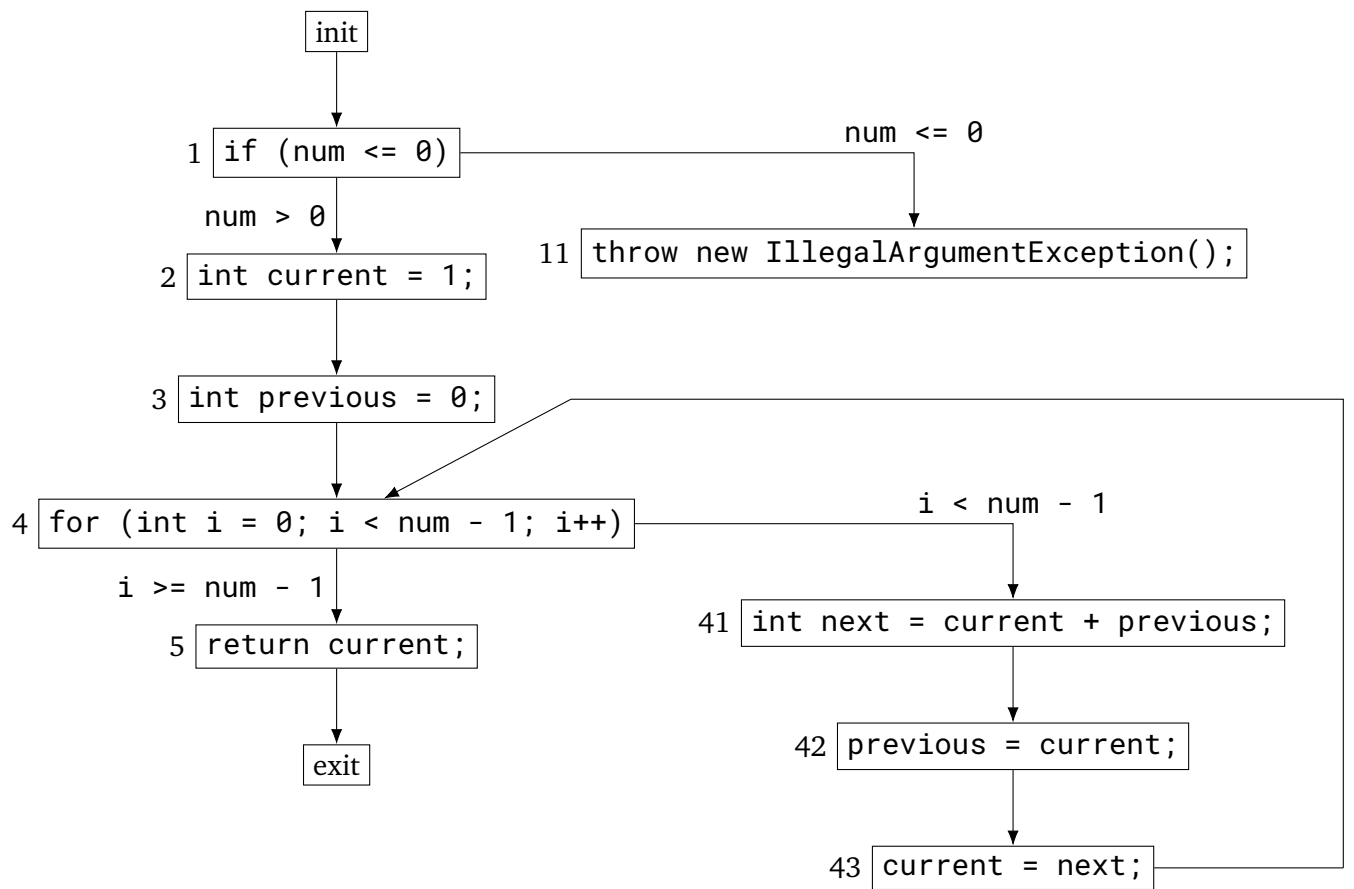 init
num <= 0
1 if (num <= 0)
num > 0
11 throw new IllegalArgumentException();
2 int current = 1;
3 int previous = 0;
i < num - 1
4 for (int i = 0; i < num - 1; i++)
i >= num - 1
41 int next = current + previous;
5 return current;
42 previous = current;
exit
43 current = next;